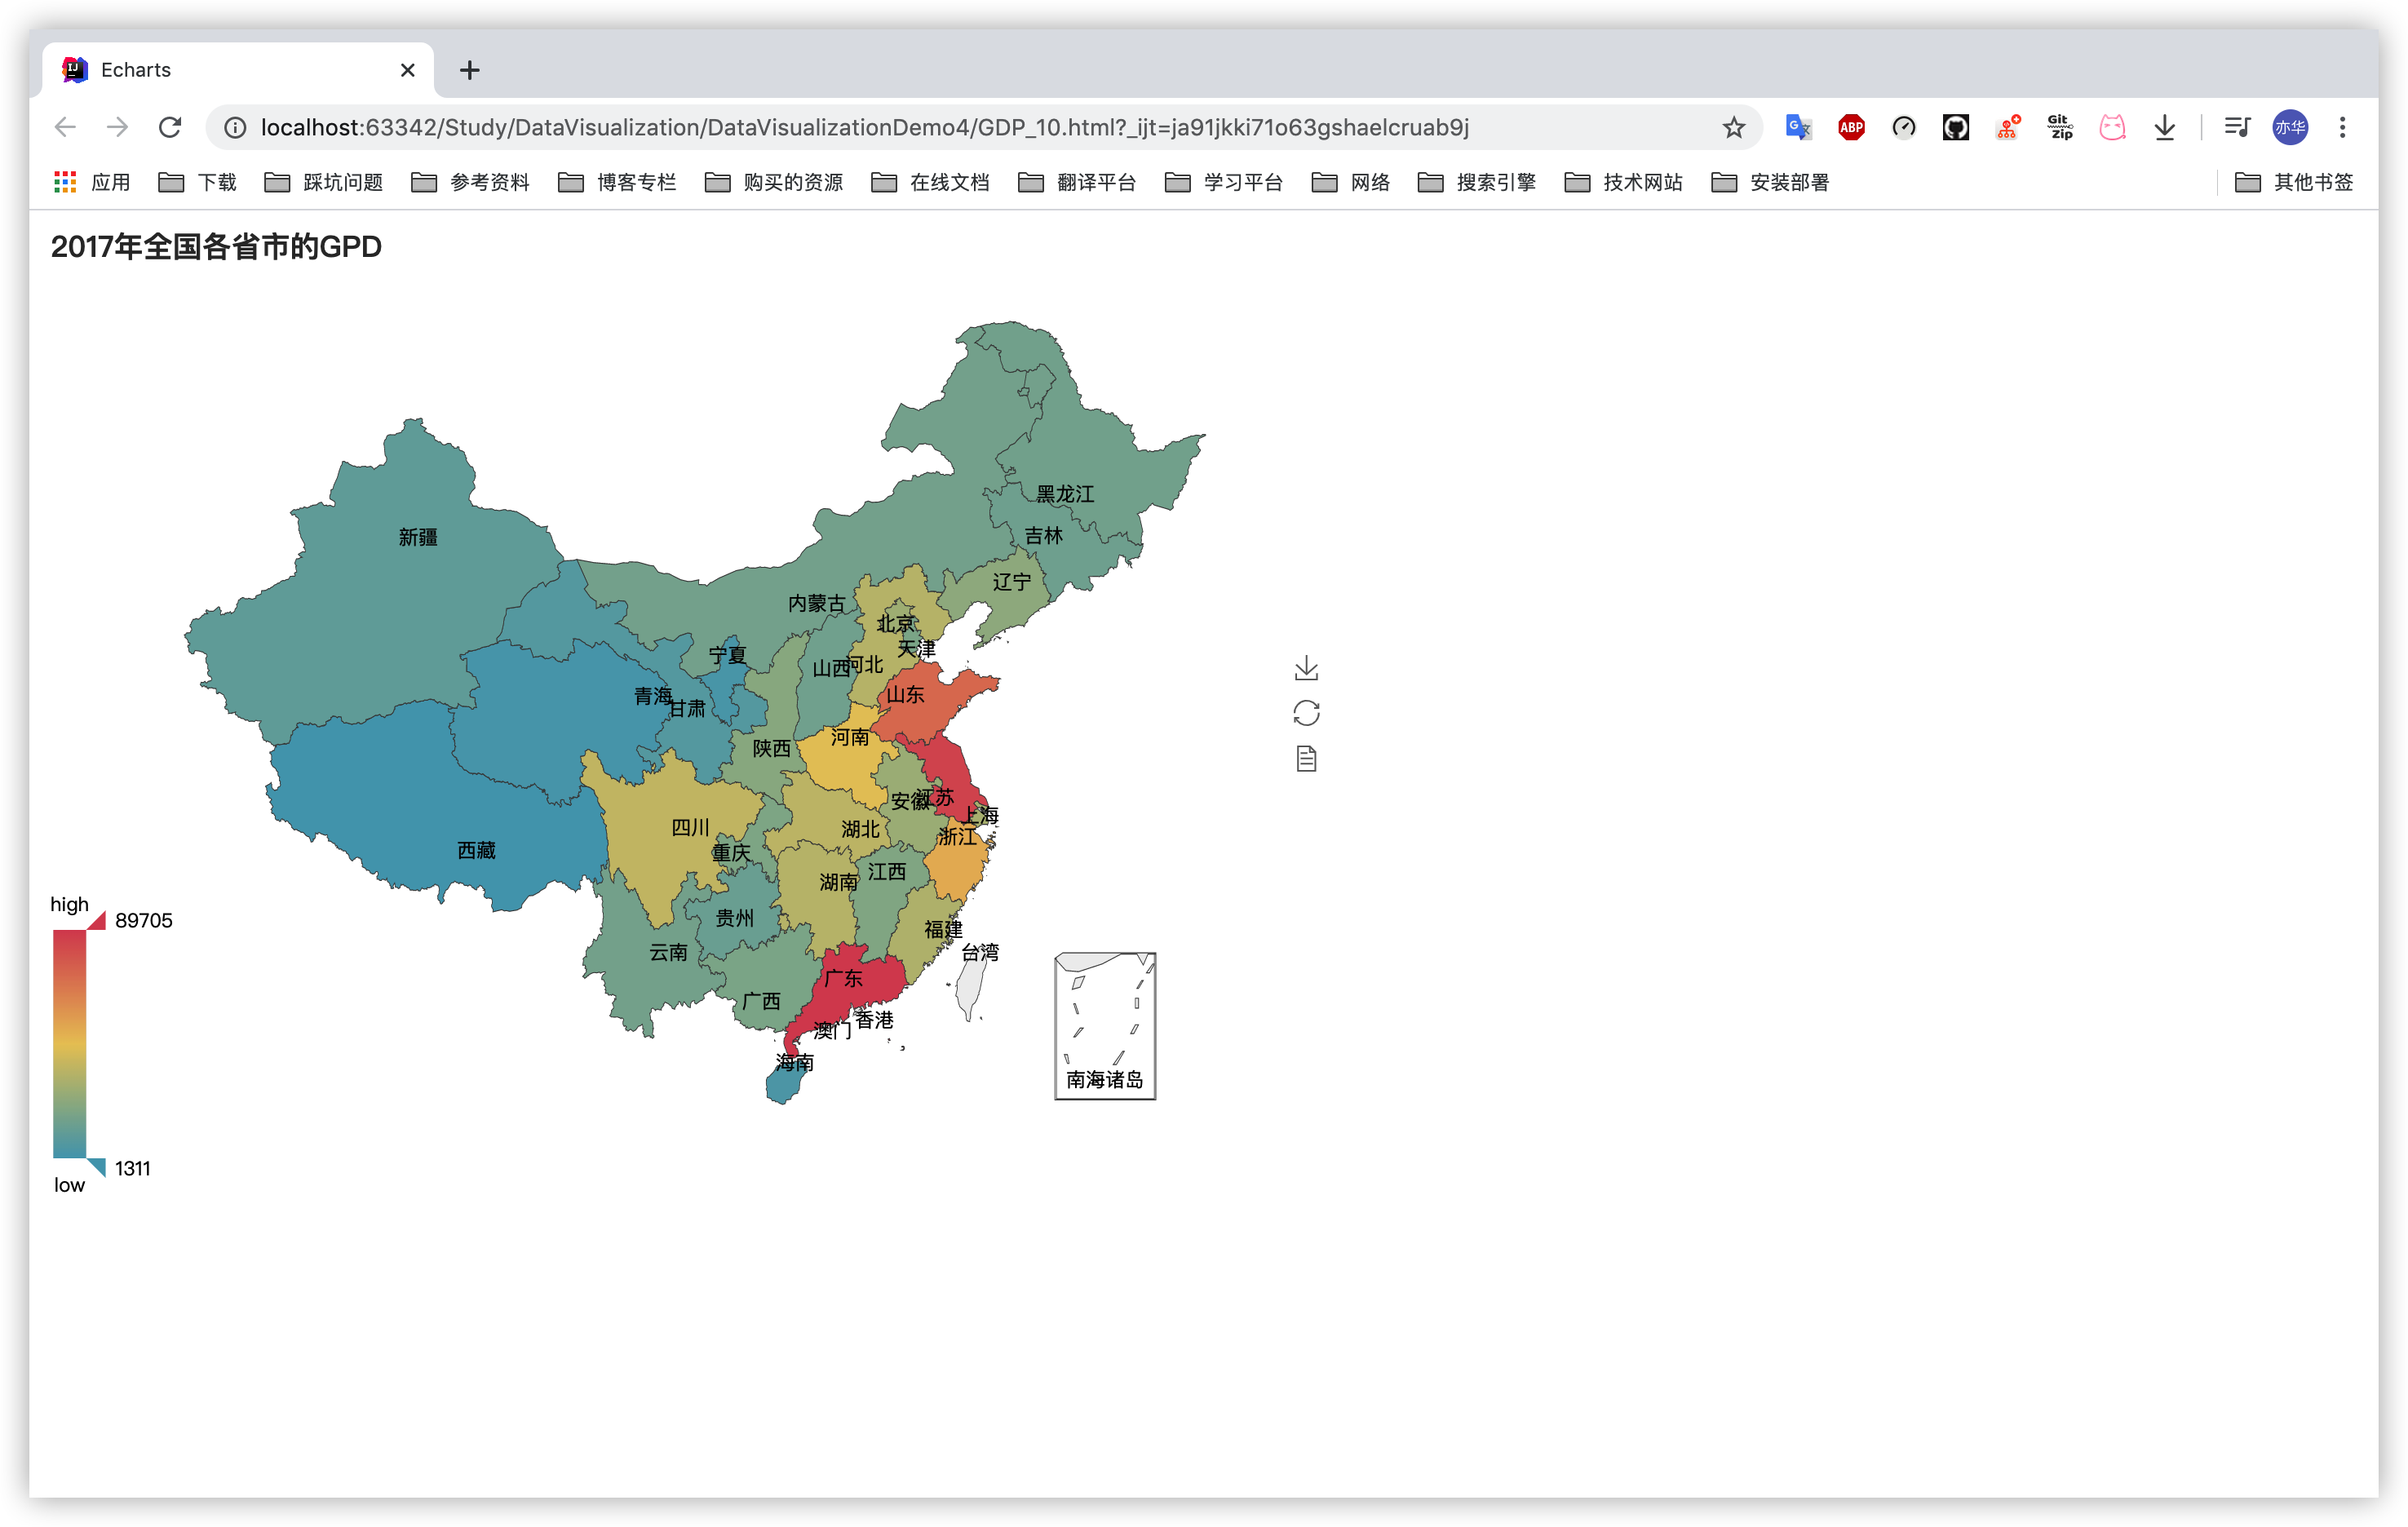 Echarts
localhost:63342/Study/DataVisualization/DataVisualizationDemo4/GDP_10.html?_ijt=ja91jkki71o63gshaelcruab9j
ABP
Git Zip
亦华
应用 下载 踩坑问题 参考资料 博客专栏 购买的资源 在线文档 翻译平台 学习平台 网络 搜索引擎 技术网站 安装部署 其他书签
2017年全国各省市的GPD
黑龙江
新疆
吉林
辽宁
内蒙古
北京
天津
宁夏
山西
河北
青海
甘肃
山东
河南
陕西
安徽
江苏
上海
四川
湖北
浙江
西藏
重庆
湖南
江西
贵州
福建
云南
台湾
广东
广西
香港
澳门
海南
南海诸岛
high
89705
1311
low